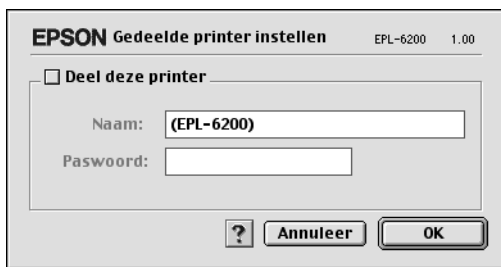 EPSON Gedeelde printer instellen EPL-6200 1.00
Deel deze printer
Naam: (EPL-6200)
Paswoord:
? Annuleer OK